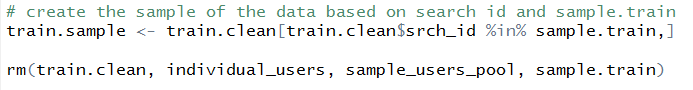 # create the sample of the data based on search id and sample.train
train.sample <- train.clean[train.clean$srch_id %in% sample.train,]
rm(train.clean, individual_users, sample_users_pool, sample.train)